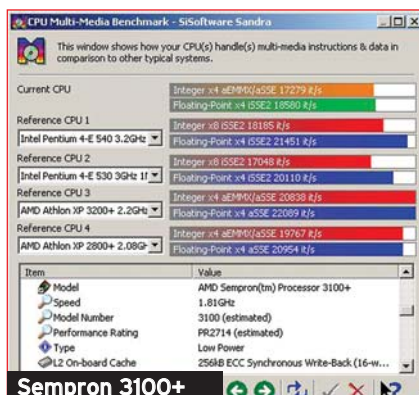 CPU Multi-Media Benchmark - SiSoftware Sandra
This window shows how your CPU(s) handle(s) multi-media instructions & data in
comparison to other typical systems.
Current CPU
Integer x4 aEMMX/aSSE 17279 it/s
Floating-Point x4 iSSE2 18580 it/s
Reference CPU 1
Intel Pentium 4-E 540 3.2GHz
Integer x8 iSSE2 18185 it/s
Floating-Point x4 iSSE2 21451 it/s
Reference CPU 2
Intel Pentium 4-E 530 3GHz 1I
Integer x8 iSSE2 17048 it/s
Floating-Point x4 iSSE2 20110 it/s
Reference CPU 3
AMD Athlon XP 3200+ 2.2GHz
Integer x4 aEMMX/aSSE 20838 it/s
Floating-Point x4 aSSE 22089 it/s
Reference CPU 4
AMD Athlon XP 2800+ 2.08GH
Integer x4 aEMMX/aSSE 19767 it/s
Floating-Point x4 aSSE 20954 it/s
Item Value
Model AMD Sempron(tm) Processor 3100+
Speed 1.81GHz
Model Number 3100 (estimated)
Performance Rating PR2714 (estimated)
Type Low Power
L2 On-board Cache 256kB ECC Synchronous Write-Back (16-w...
Sempron 3100+